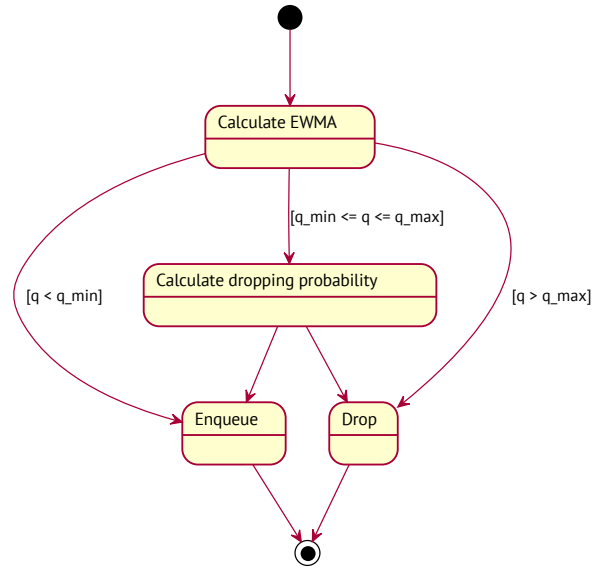 Calculate EWMA
[q_min <= q <= q_max]
Calculate dropping probability
[q < q_min]
[q > q_max]
Enqueue
Drop